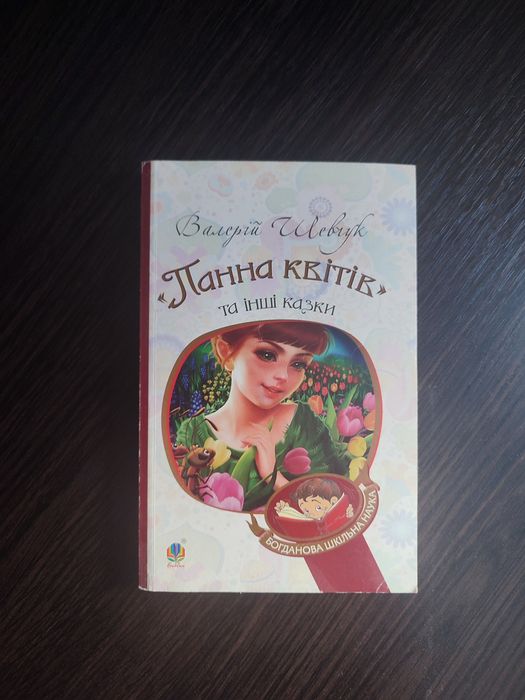 Валерій Шевчук
«Панна квітів»
та інші казки
БОГДАНОВА ШКІЛЬНА НАУКА